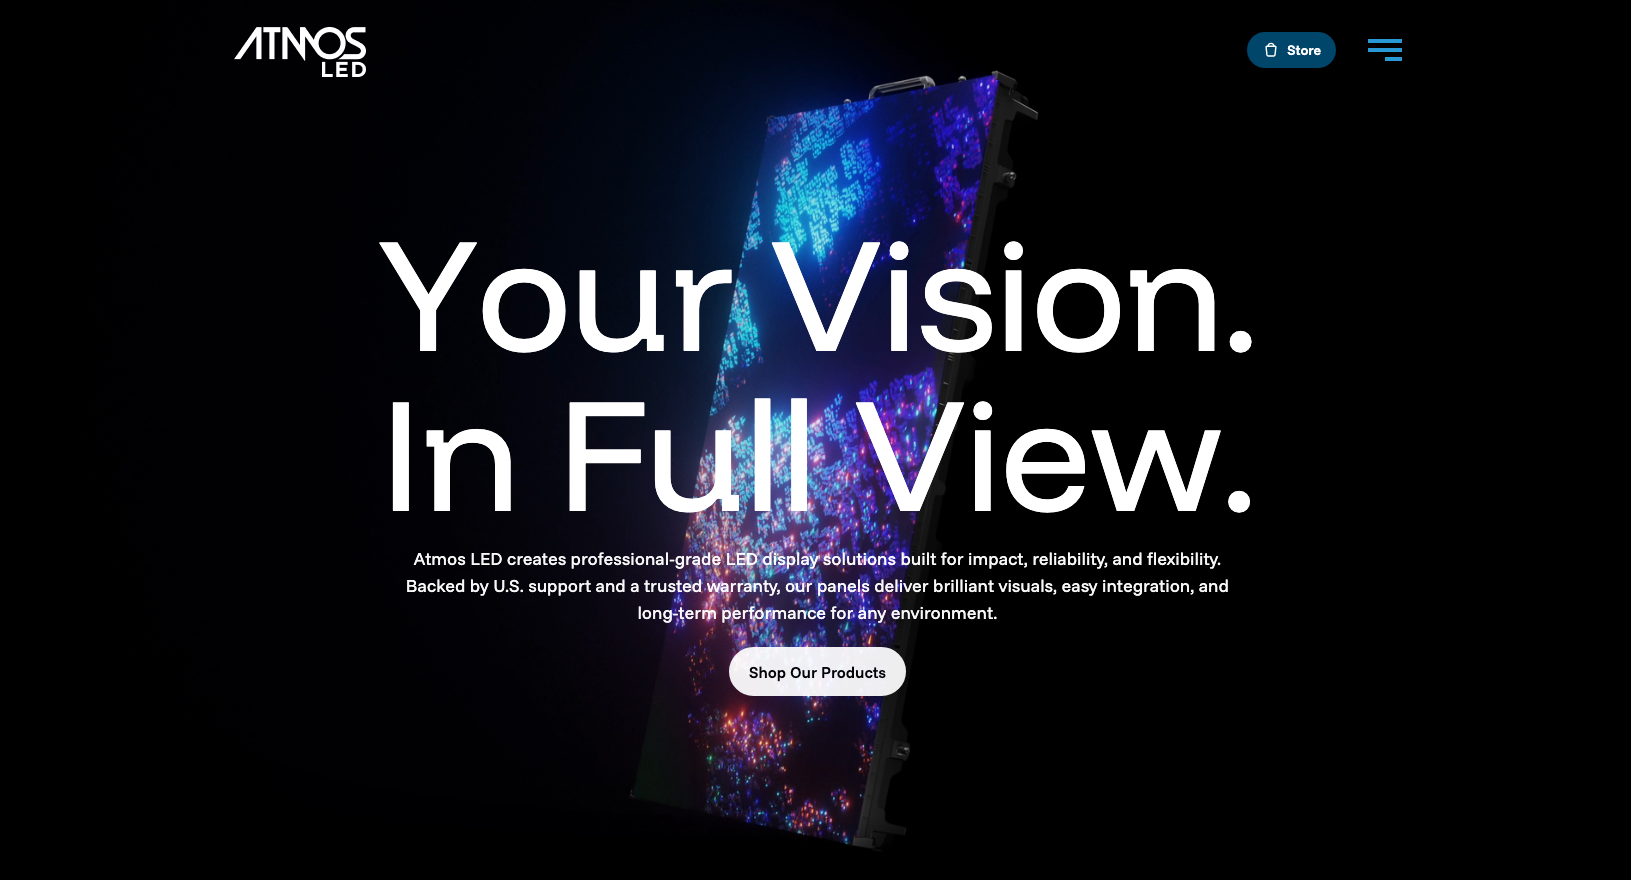 ATMOS
LED
Store
Your Vision.
In Full View.
Atmos LED creates professional-grade LED display solutions built for impact, reliability, and flexibility.
Backed by U.S. support and a trusted warranty, our panels deliver brilliant visuals, easy integration, and
long-term performance for any environment.
Shop Our Products